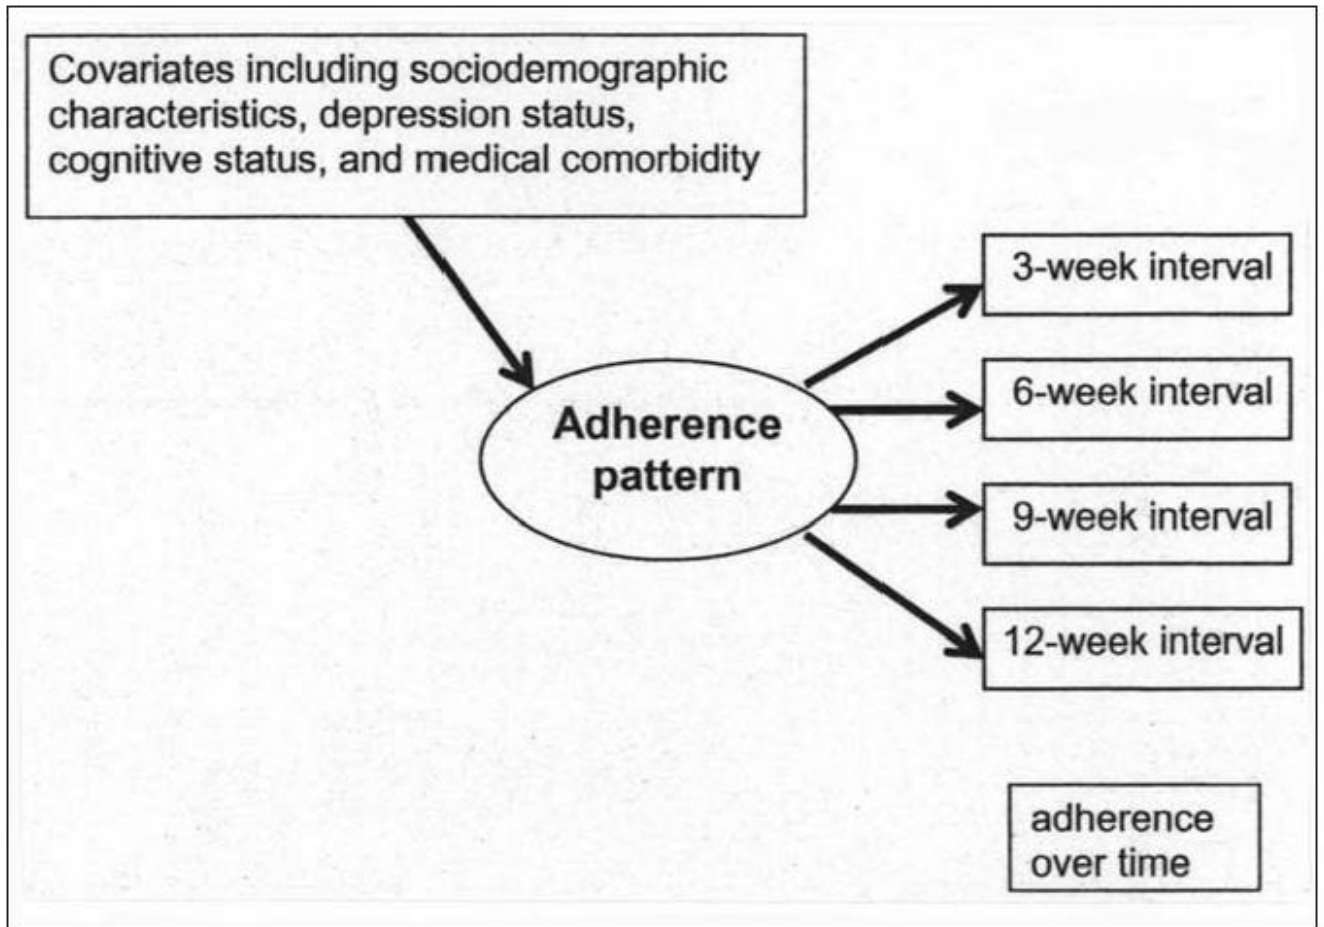 Covariates including sociodemographic
characteristics, depression status,
cognitive status, and medical comorbidity
3-week interval
6-week interval
Adherence
pattern
9-week interval
12-week interval
adherence
over time